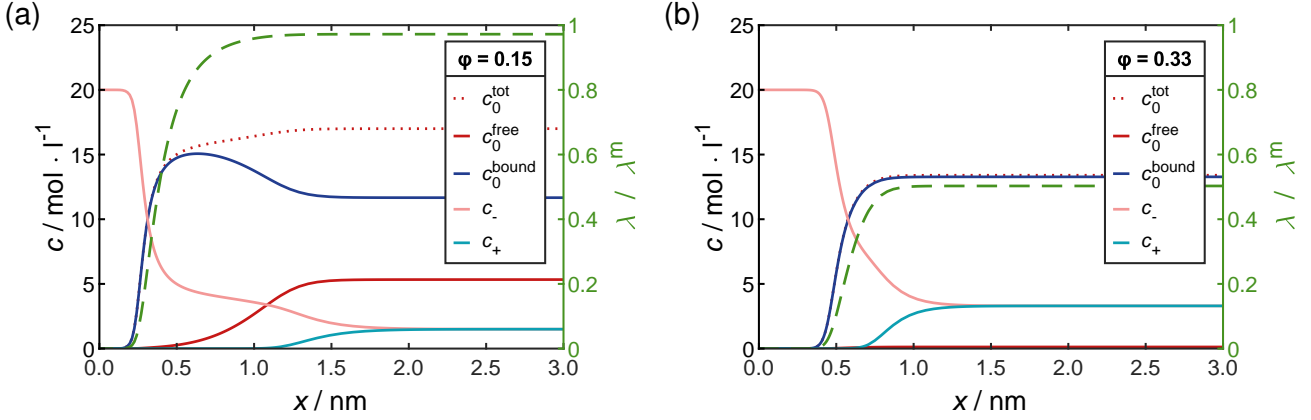 (a)
25
20
15
10
5
0
c / mol · l⁻¹
0.0 0.5 1.0 1.5 2.0 2.5 3.0
x / nm
1
0.8
0.6
0.4
0.2
0
φ = 0.15
c₀ᵗᵒᵗ
c₀ᶠʳᵉᵉ
c₀ᵇᵒᵘⁿᵈ
c₋
c₊
(b)
25
20
15
10
5
0
c / mol · l⁻¹
0.0 0.5 1.0 1.5 2.0 2.5 3.0
x / nm
1
0.8
0.6
0.4
0.2
0
φ = 0.33
c₀ᵗᵒᵗ
c₀ᶠʳᵉᵉ
c₀ᵇᵒᵘⁿᵈ
c₋
c₊